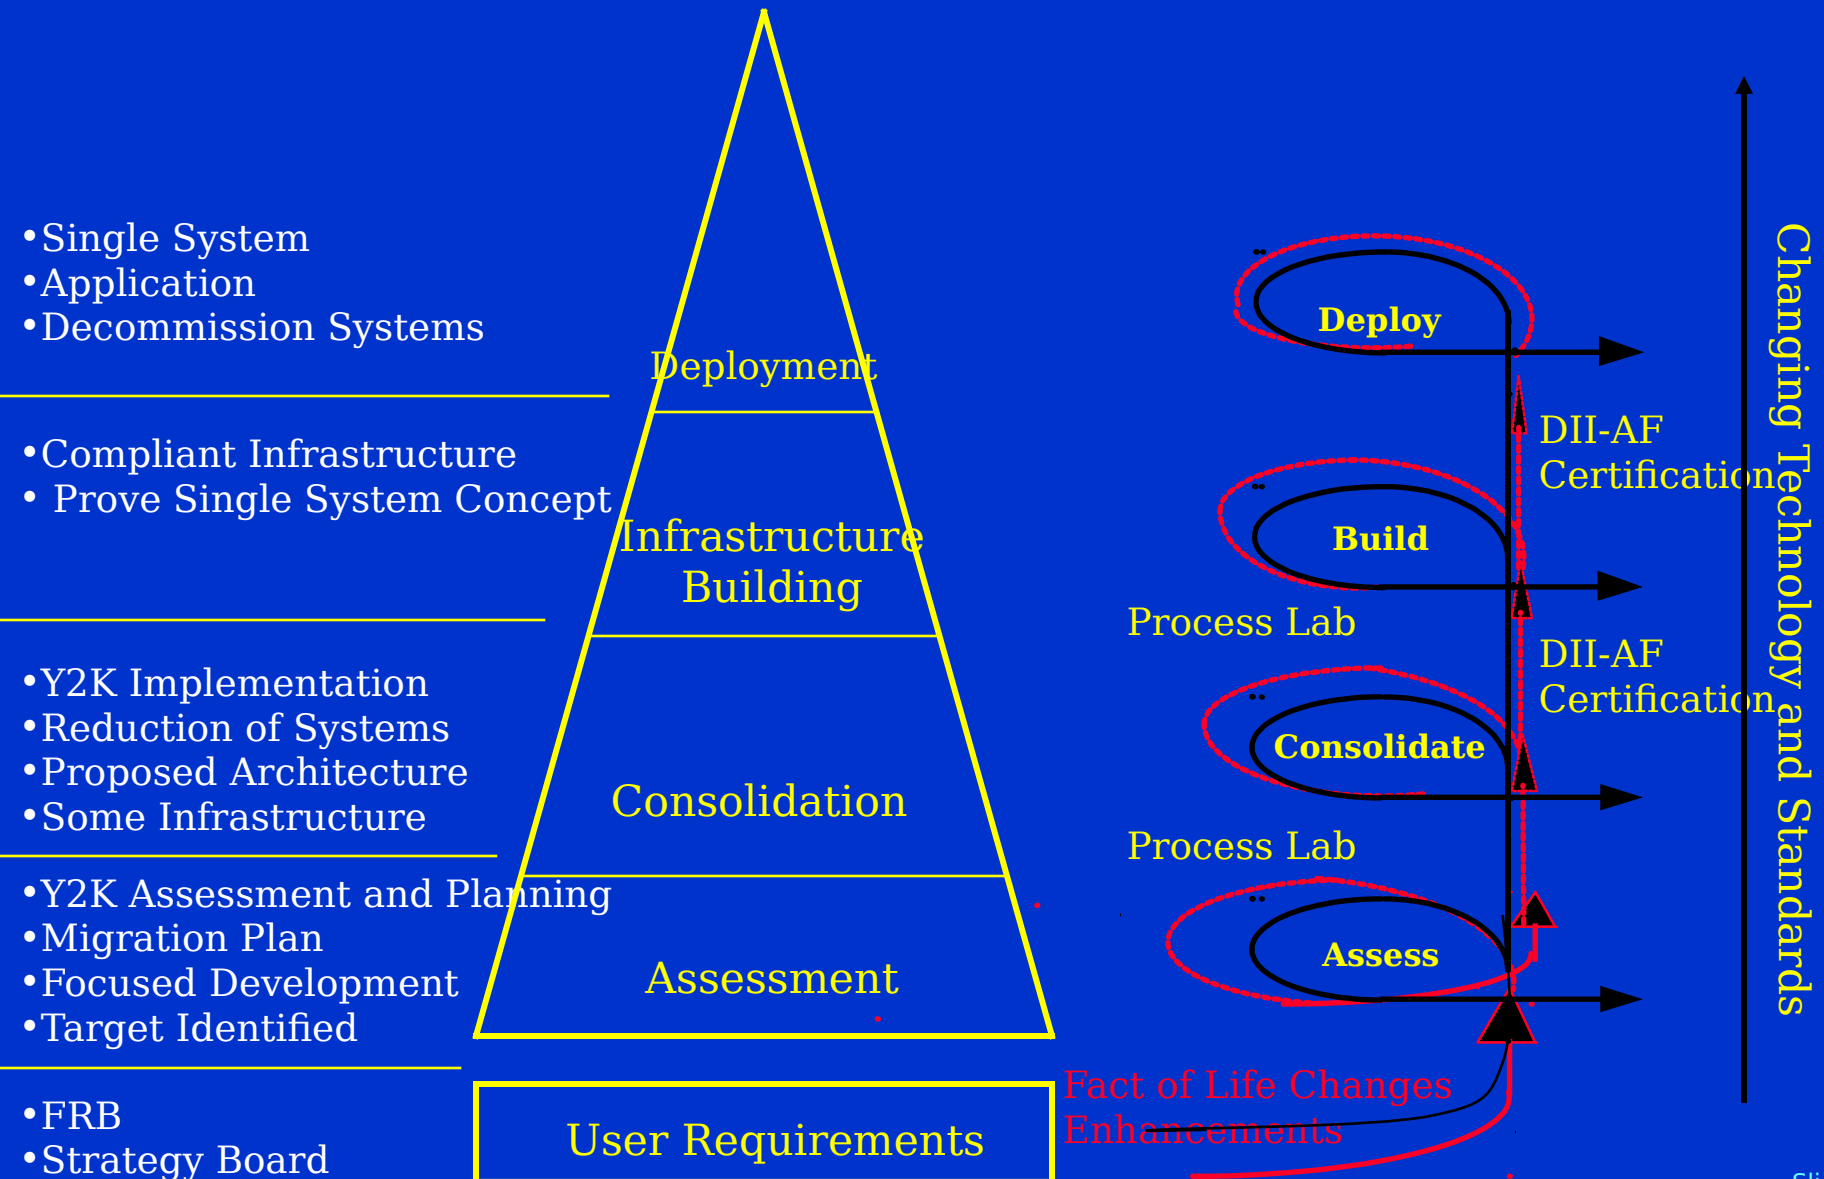 •Single System
•Application
•Decommission Systems
•Compliant Infrastructure
• Prove Single System Concept
•Y2K Implementation
•Reduction of Systems
•Proposed Architecture
•Some Infrastructure
•Y2K Assessment and Planning
•Migration Plan
•Focused Development
•Target Identified
•FRB
•Strategy Board
Deployment
Infrastructure
Building
Consolidation
Assessment
User Requirements
Deploy
DII-AF
Certification
Build
Process Lab
DII-AF
Certification
Consolidate
Process Lab
Assess
Fact of Life Changes
Enhancements
Changing Technology and Standards